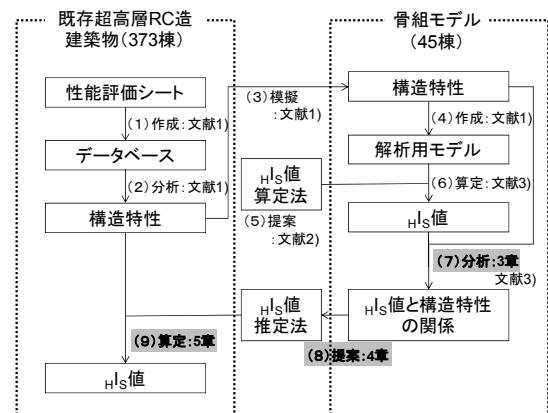 既存超高層RC造
建築物（373棟）
性能評価シート
（1）作成：文献1)
データベース
（2）分析：文献1)
構造特性
（3）模擬
：文献1)
HIS値
算定法
（5）提案
：文献2)
骨組モデル
（45棟）
構造特性
（4）作成：文献1)
解析用モデル
（6）算定：文献3)
HIS値
（7）分析：3章
文献3)
HIS値と構造特性
の関係
（8）提案：4章
HIS値
推定法
（9）算定：5章
HIS値